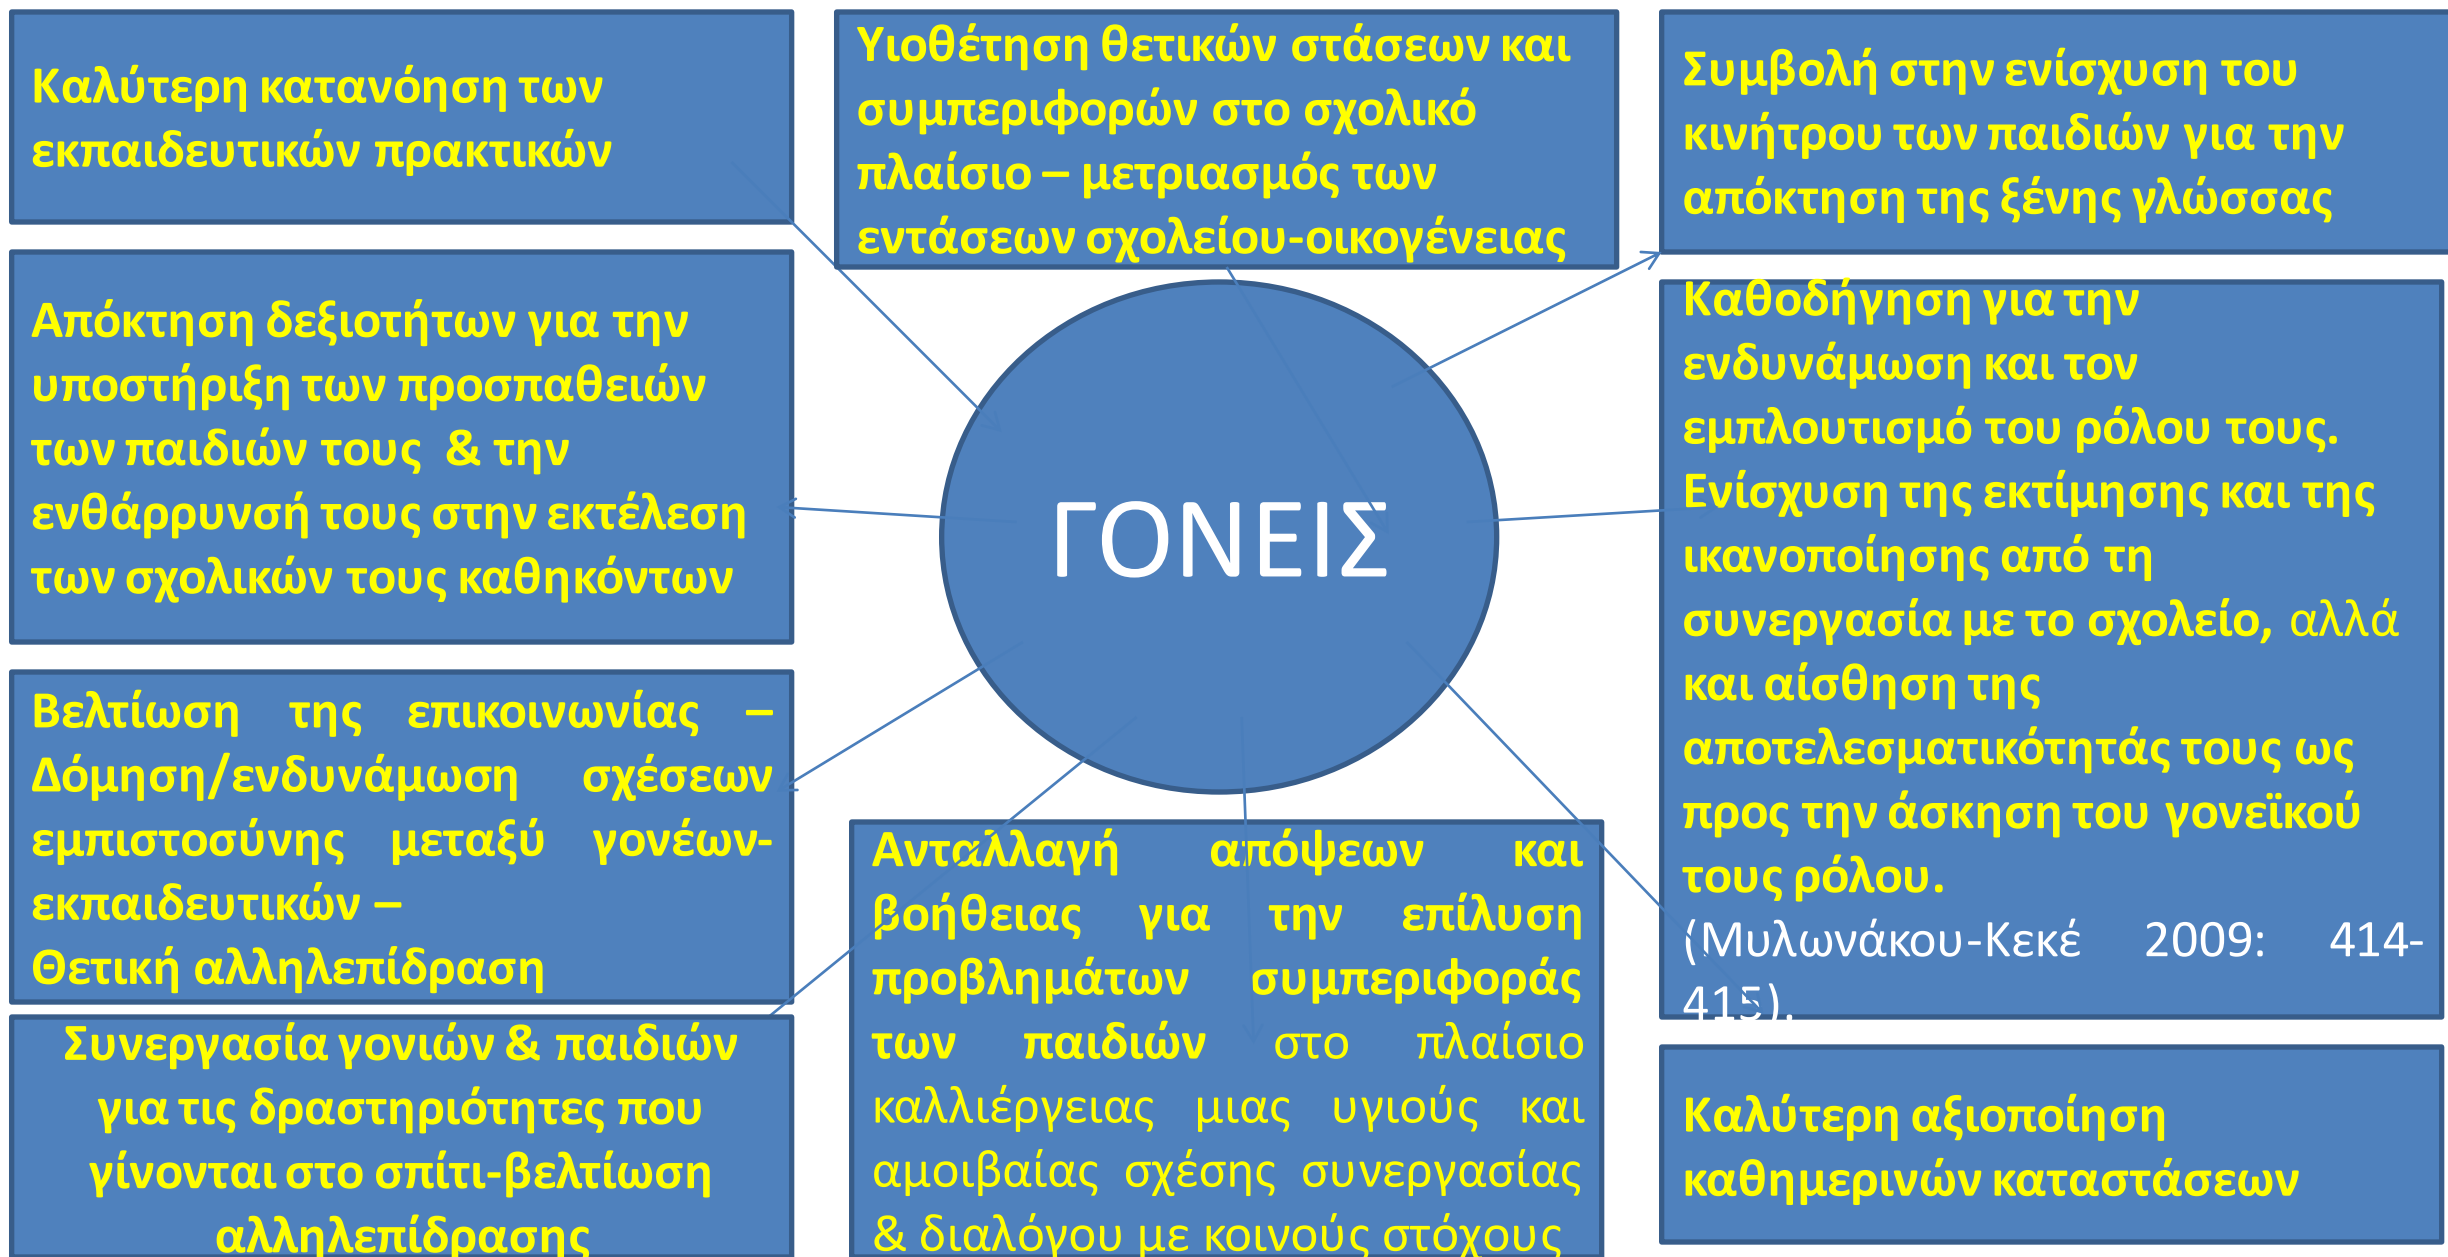 Καλύτερη κατανόηση των
εκπαιδευτικών πρακτικών
Υιοθέτηση θετικών στάσεων και
συμπεριφορών στο σχολικό
πλαίσιο – μετριασμός των
εντάσεων σχολείου-οικογένειας
Συμβολή στην ενίσχυση του
κινήτρου των παιδιών για την
απόκτηση της ξένης γλώσσας
Απόκτηση δεξιοτήτων για την
υποστήριξη των προσπαθειών
των παιδιών τους & την
ενθάρρυνσή τους στην εκτέλεση
των σχολικών τους καθηκόντων
ΓΟΝΕΙΣ
Καθοδήγηση για την
ενδυνάμωση και τον
εμπλουτισμό του ρόλου τους.
Ενίσχυση της εκτίμησης και της
ικανοποίησης από τη
συνεργασία με το σχολείο, αλλά
και αίσθηση της
αποτελεσματικότητάς τους ως
προς την άσκηση του γονεϊκού
τους ρόλου.
(Μυλωνάκου-Κεκέ 2009: 414-
415).
Βελτίωση της επικοινωνίας –
Δόμηση/ενδυνάμωση σχέσεων
εμπιστοσύνης μεταξύ γονέων-
εκπαιδευτικών –
Θετική αλληλεπίδραση
Ανταλλαγή απόψεων και
βοήθειας για την επίλυση
προβλημάτων συμπεριφοράς
των παιδιών στο πλαίσιο
καλλιέργειας μιας υγιούς και
αμοιβαίας σχέσης συνεργασίας
& διαλόγου με κοινούς στόχους
Συνεργασία γονιών & παιδιών
για τις δραστηριότητες που
γίνονται στο σπίτι-βελτίωση
αλληλεπίδρασης
Καλύτερη αξιοποίηση
καθημερινών καταστάσεων